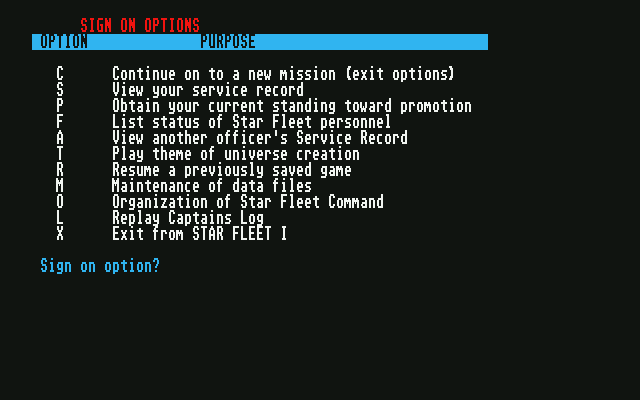 SIGN ON OPTIONS
OPTION PURPOSE
C Continue on to a new mission (exit options)
S View your service record
P Obtain your current standing toward promotion
F List status of Star Fleet personnel
A View another officer's Service Record
T Play theme of universe creation
R Resume a previously saved game
M Maintenance of data files
O Organization of Star Fleet Command
L Replay Captains Log
X Exit from STAR FLEET I
Sign on option?